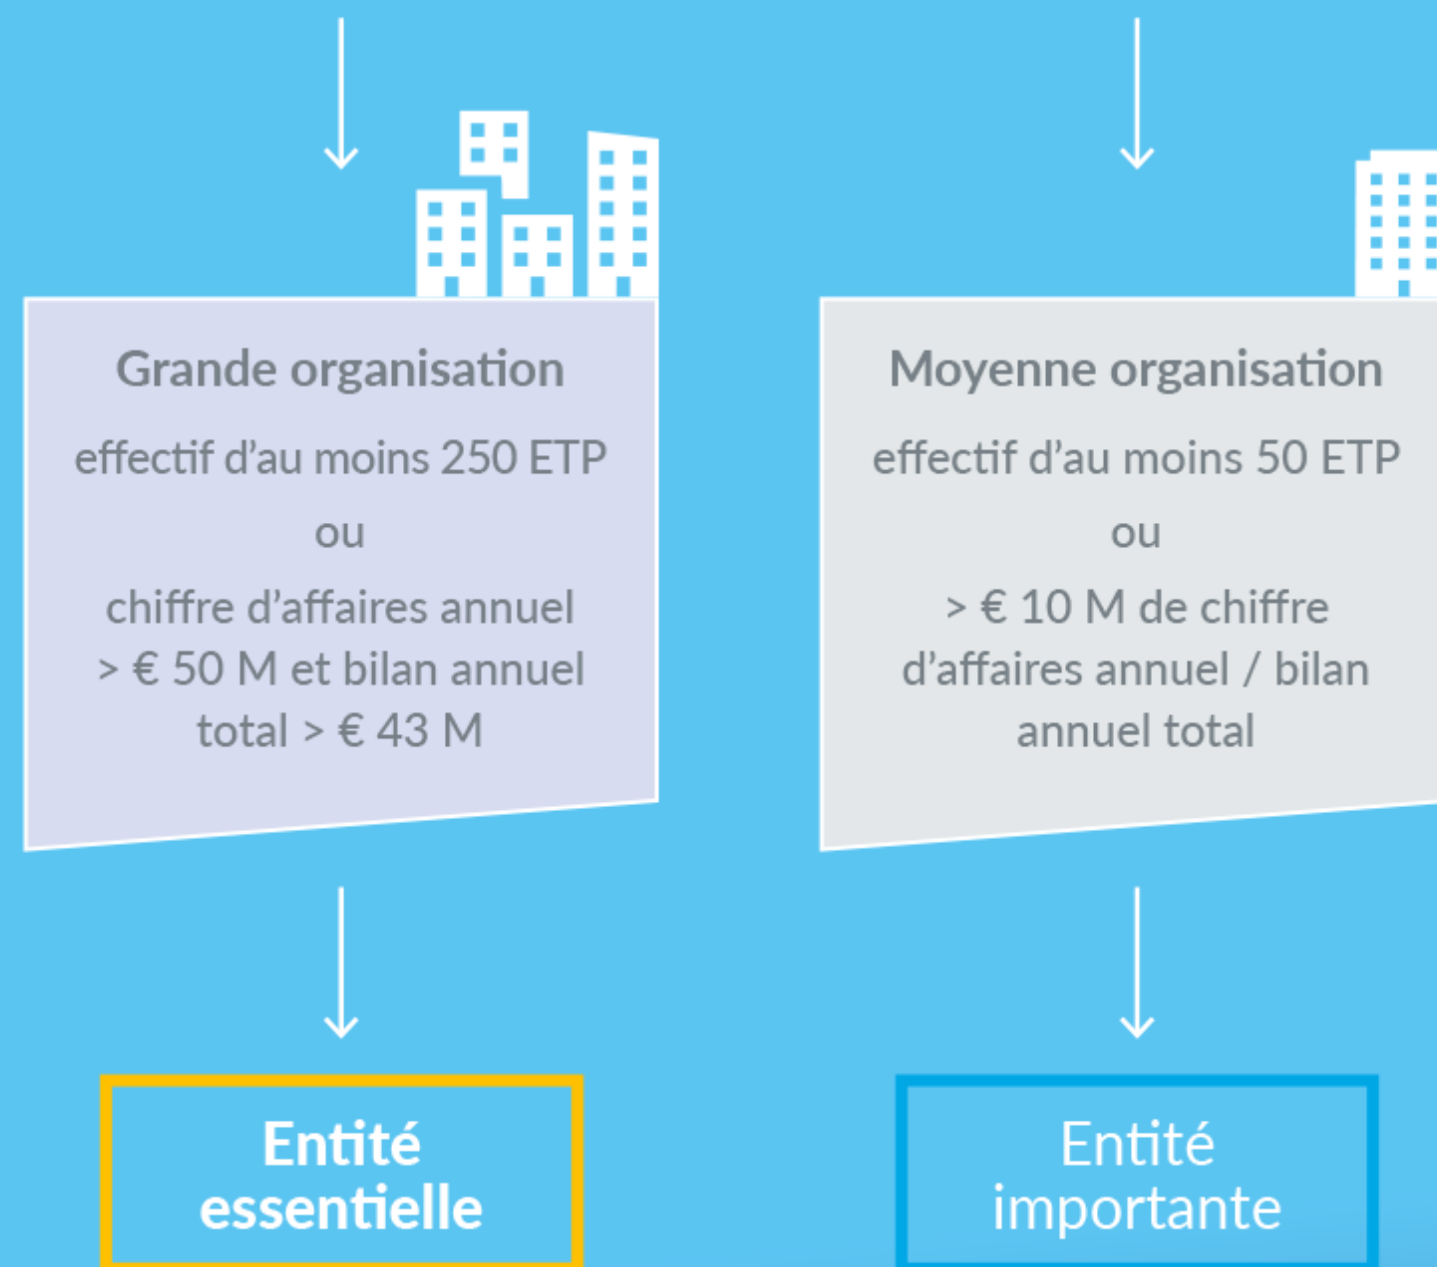 Grande organisation
effectif d’au moins 250 ETP
ou
chiffre d’affaires annuel
> € 50 M et bilan annuel
total > € 43 M
Entité
essentielle
Moyenne organisation
effectif d’au moins 50 ETP
ou
> € 10 M de chiffre
d’affaires annuel / bilan
annuel total
Entité
importante